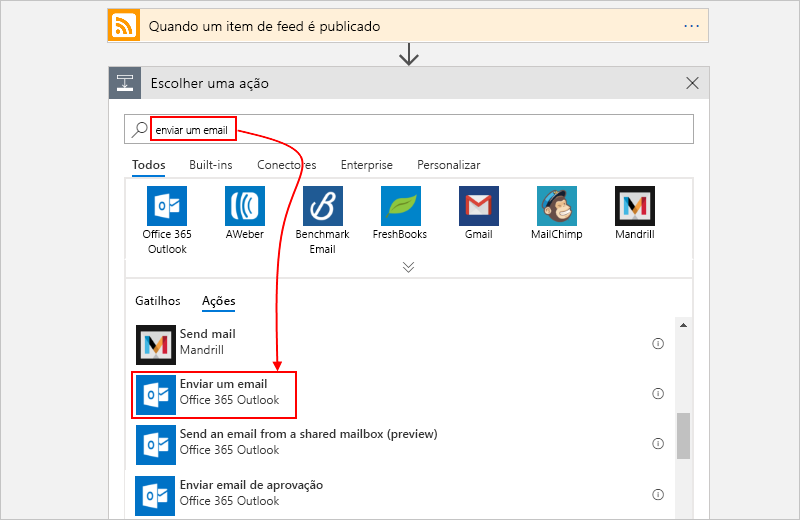 Quando um item de feed é publicado
Escolher uma ação
enviar um email
Todos Built-ins Conectores Enterprise Personalizar
Office 365 Outlook AWeber Benchmark Email FreshBooks Gmail MailChimp Mandrill
Gatilhos Ações
Send mail
Mandrill
Enviar um email
Office 365 Outlook
Send an email from a shared mailbox (preview)
Office 365 Outlook
Enviar email de aprovação
Office 365 Outlook